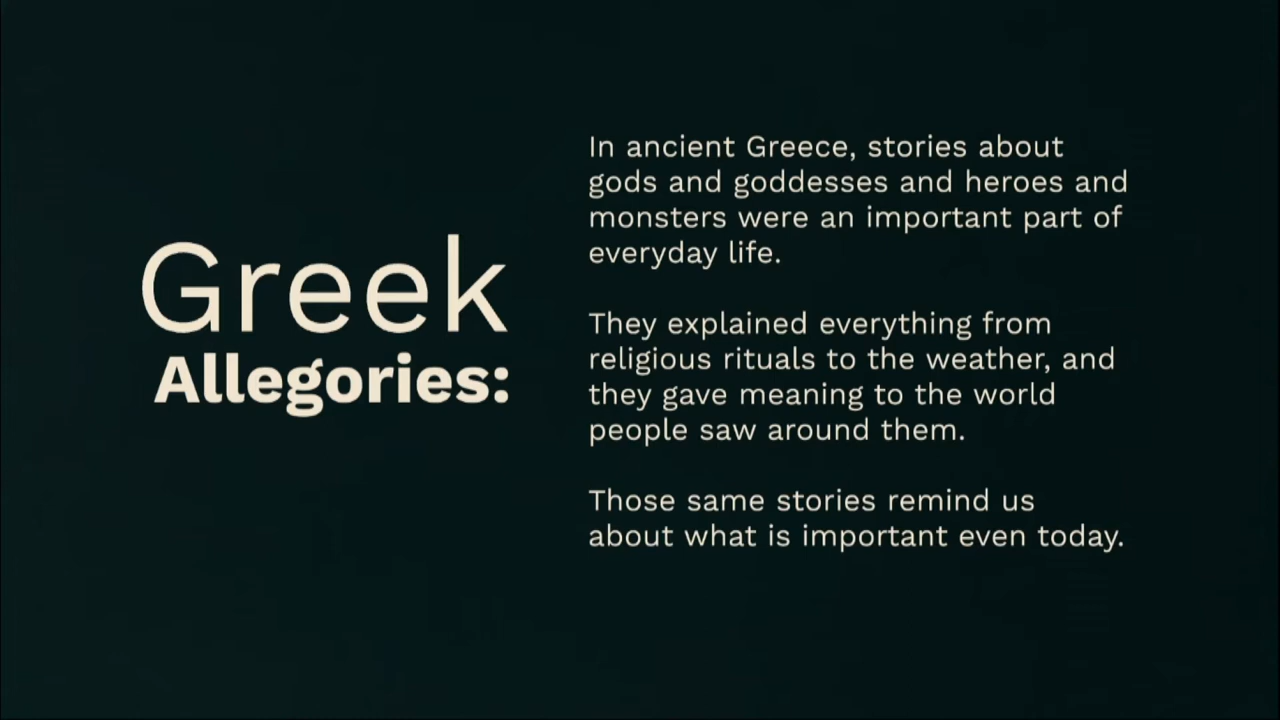 Greek
Allegories:
In ancient Greece, stories about
gods and goddesses and heroes and
monsters were an important part of
everyday life.
They explained everything from
religious rituals to the weather, and
they gave meaning to the world
people saw around them.
Those same stories remind us
about what is important even today.